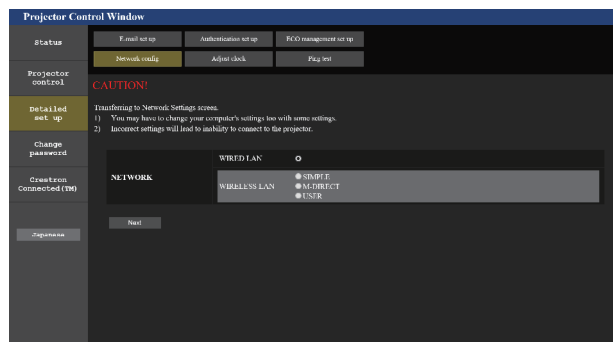 Projector Control Window
Status
Projector
control
Detailed
set up
Change
password
Crestron
Connected(TM)
Japanese
E-mail set up
Authentication set up
ECO management set up
Network config
Adjust clock
Ping test
CAUTION!
Transferring to Network Settings screen.
1) You may have to change your computer's settings too with some settings.
2) Incorrect settings will lead to inability to connect to the projector.
NETWORK
WIRED LAN
WIRELESS LAN
SIMPLE
M-DIRECT
USER
Next